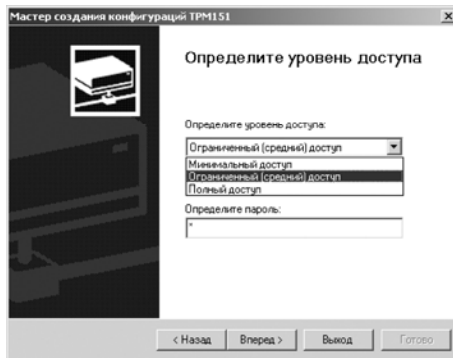 Мастер создания конфигураций ТРМ151
Определите уровень доступа
Определите уровень доступа:
Ограниченный (средний) доступ
Минимальный доступ
Ограниченный (средний) доступ
Полный доступ
Определите пароль:
*
< Назад Вперед > Выход Готово